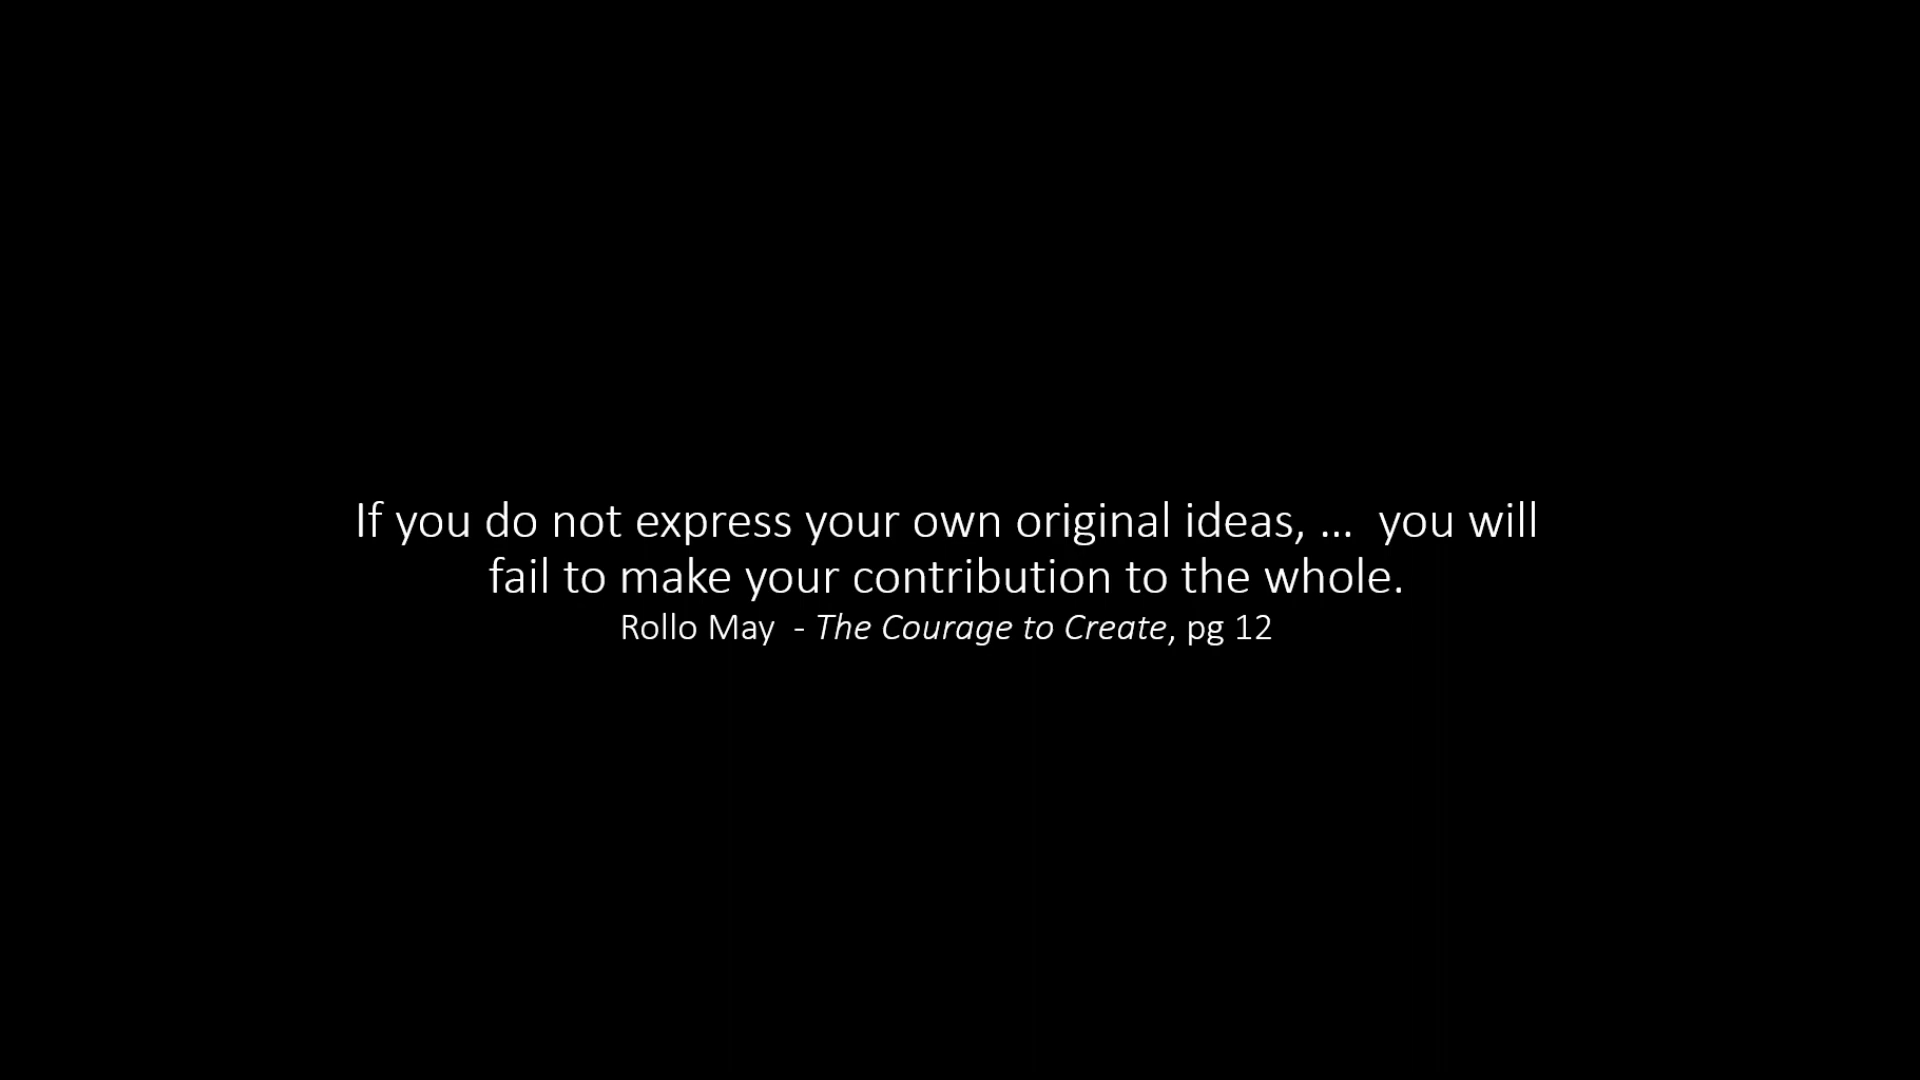 If you do not express your own original ideas, ...  you will
fail to make your contribution to the whole.
Rollo May  - The Courage to Create, pg 12